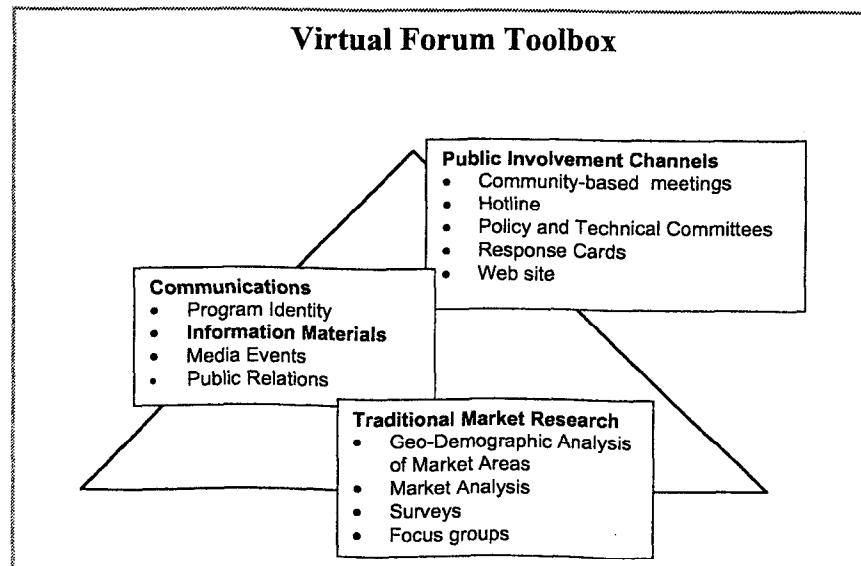 Virtual Forum Toolbox
Public Involvement Channels
• Community-based meetings
• Hotline
• Policy and Technical Committees
• Response Cards
• Web site
Communications
• Program Identity
• Information Materials
• Media Events
• Public Relations
Traditional Market Research
• Geo-Demographic Analysis
of Market Areas
• Market Analysis
• Surveys
• Focus groups